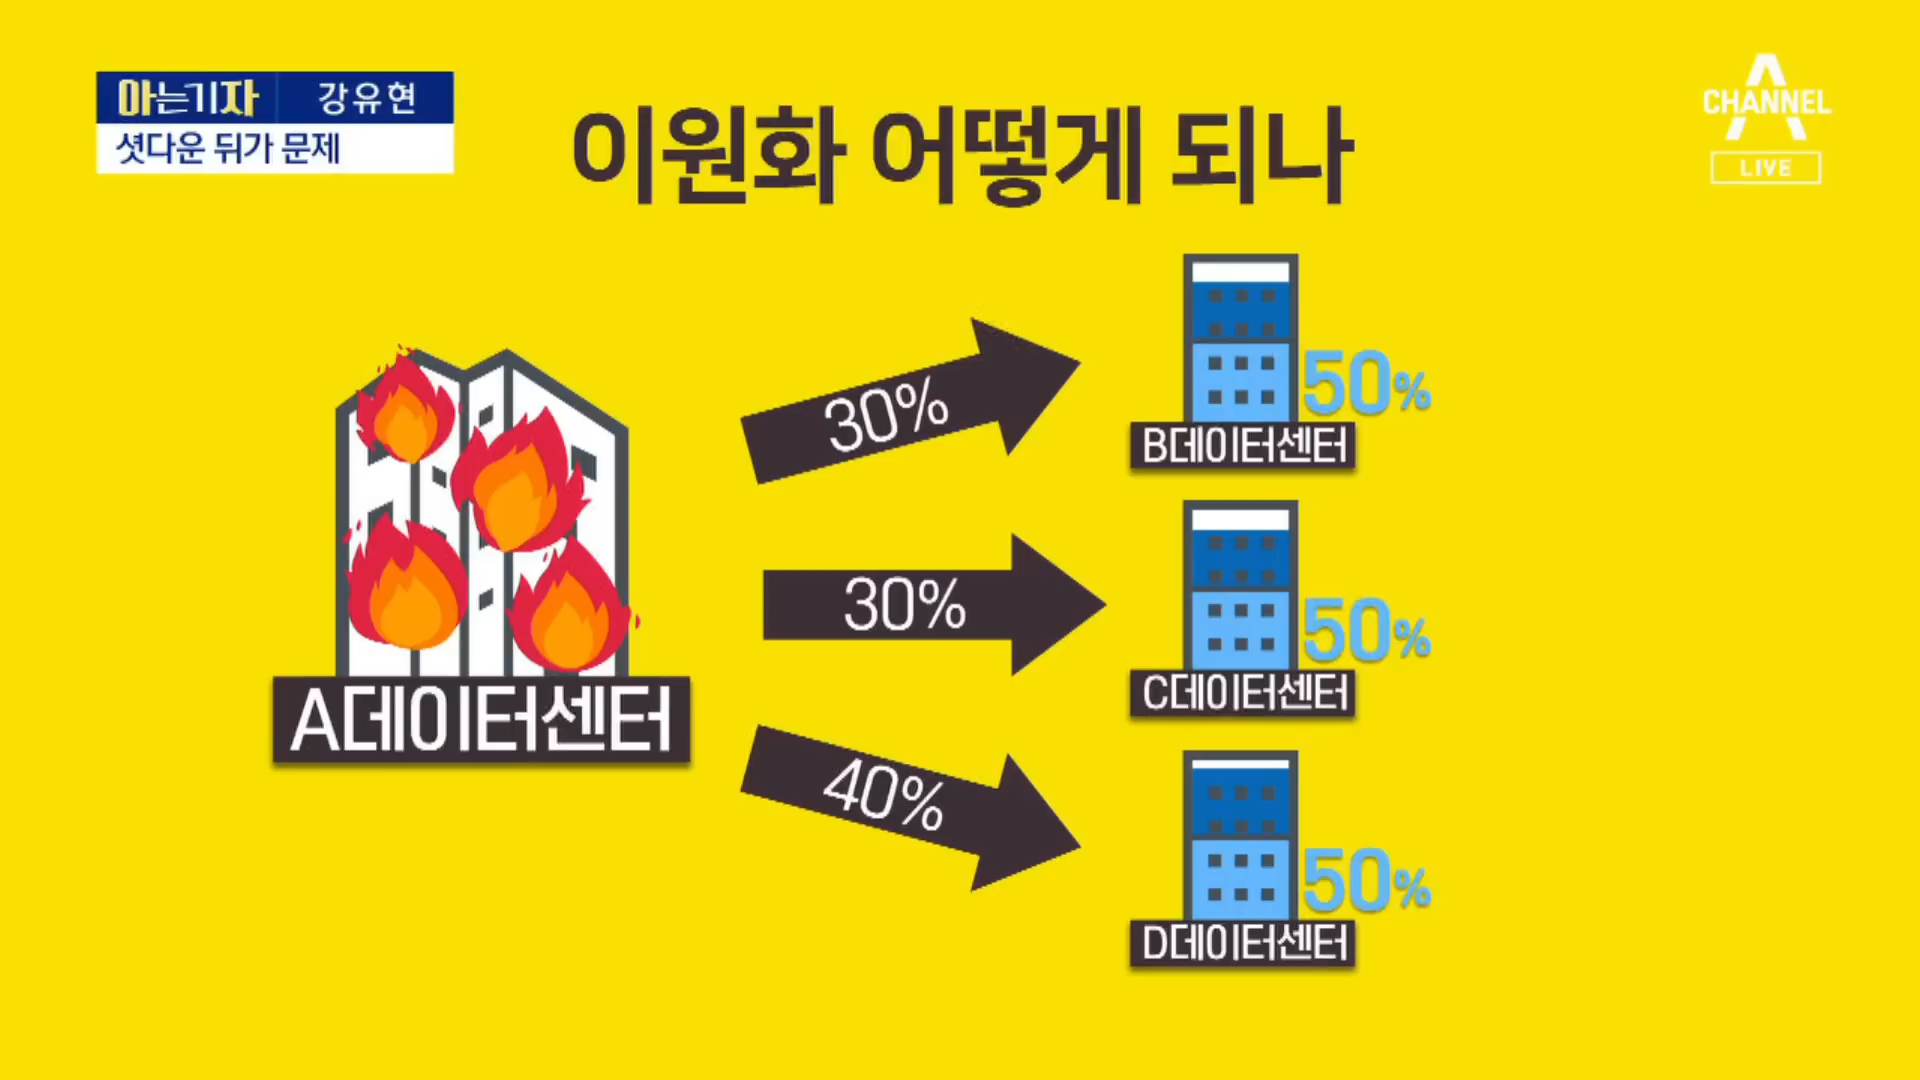 아는기자 강유현
셧다운 뒤가 문제
이원화 어떻게 되나
CHANNEL A
LIVE
A데이터센터
30%
30%
40%
50%
B데이터센터
50%
C데이터센터
50%
D데이터센터